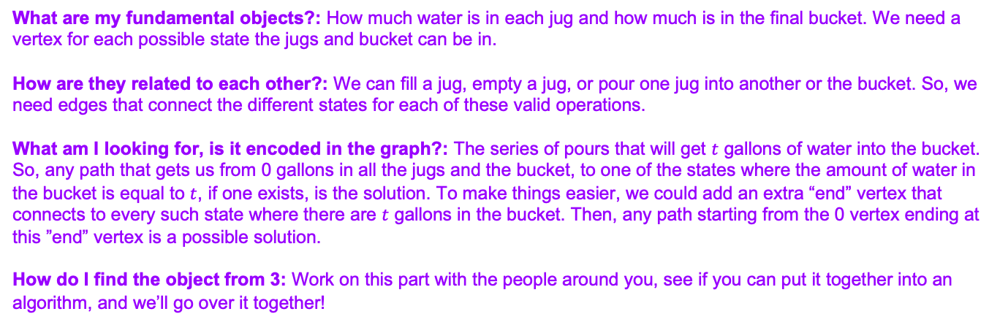 What are my fundamental objects?: How much water is in each jug and how much is in the final bucket. We need a
vertex for each possible state the jugs and bucket can be in.
How are they related to each other?: We can fill a jug, empty a jug, or pour one jug into another or the bucket. So, we
need edges that connect the different states for each of these valid operations.
What am I looking for, is it encoded in the graph?: The series of pours that will get t gallons of water into the bucket.
So, any path that gets us from 0 gallons in all the jugs and the bucket, to one of the states where the amount of water in
the bucket is equal to t, if one exists, is the solution. To make things easier, we could add an extra “end” vertex that
connects to every such state where there are t gallons in the bucket. Then, any path starting from the 0 vertex ending at
this ”end” vertex is a possible solution.
How do I find the object from 3: Work on this part with the people around you, see if you can put it together into an
algorithm, and we’ll go over it together!